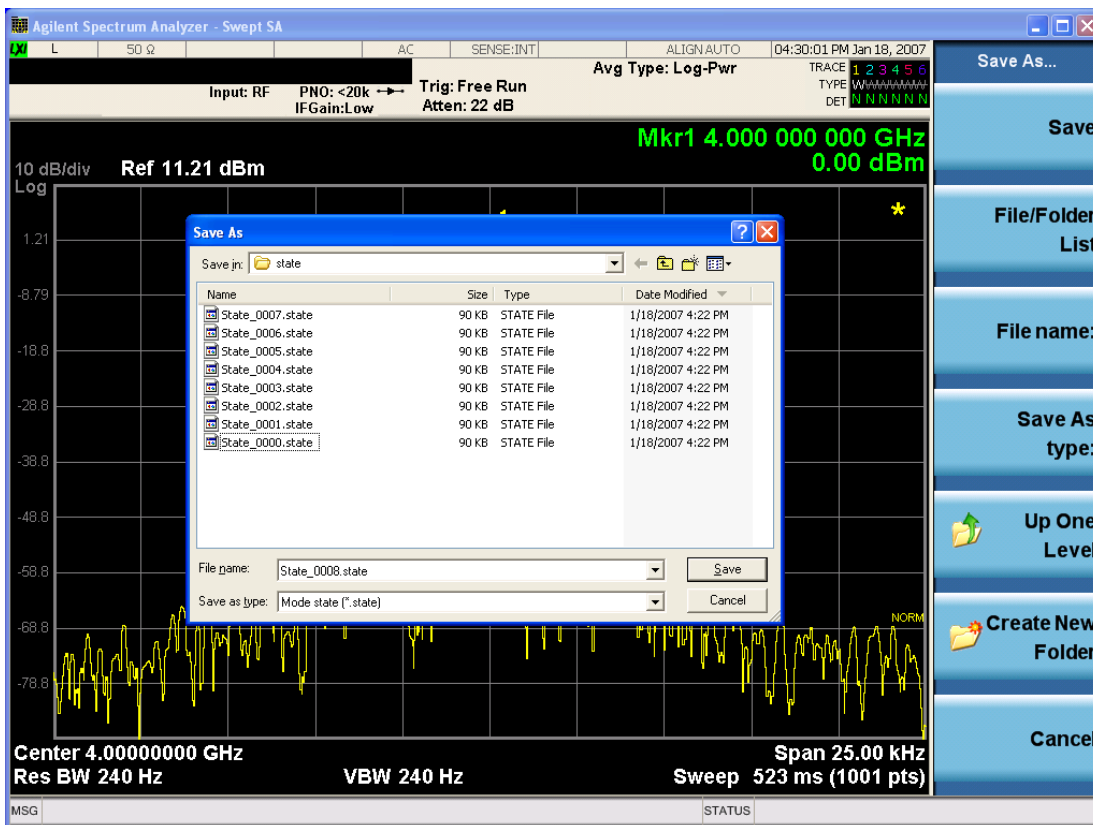 Agilent Spectrum Analyzer - Swept SA
LXI L 50 Ω AC SENSE:INT ALIGN AUTO 04:30:01 PM Jan 18, 2007
Input: RF PNO: <20k Trig: Free Run Avg Type: Log-Pwr TRACE 1 2 3 4 5 6
IFGain:Low Atten: 22 dB TYPE WWWWWW
DET N N N N N N
Mkr1 4.000 000 000 GHz
0.00 dBm
10 dB/div Ref 11.21 dBm
Log
1.21
-8.79
-18.8
-28.8
-38.8
-48.8
-58.8
-68.8
-78.8
NORM
Save As
Save in: state
Name Size Type Date Modified
State_0007.state 90 KB STATE File 1/18/2007 4:22 PM
State_0006.state 90 KB STATE File 1/18/2007 4:22 PM
State_0005.state 90 KB STATE File 1/18/2007 4:22 PM
State_0004.state 90 KB STATE File 1/18/2007 4:22 PM
State_0003.state 90 KB STATE File 1/18/2007 4:22 PM
State_0002.state 90 KB STATE File 1/18/2007 4:22 PM
State_0001.state 90 KB STATE File 1/18/2007 4:22 PM
State_0000.state 90 KB STATE File 1/18/2007 4:22 PM
File name: State_0008.state Save
Save as type: Mode state (*.state) Cancel
Center 4.00000000 GHz Span 25.00 kHz
Res BW 240 Hz VBW 240 Hz Sweep 523 ms (1001 pts)
MSG STATUS
Save As...
Save
File/Folder
List
File name:
Save As
type:
Up One
Level
Create New
Folder
Cancel